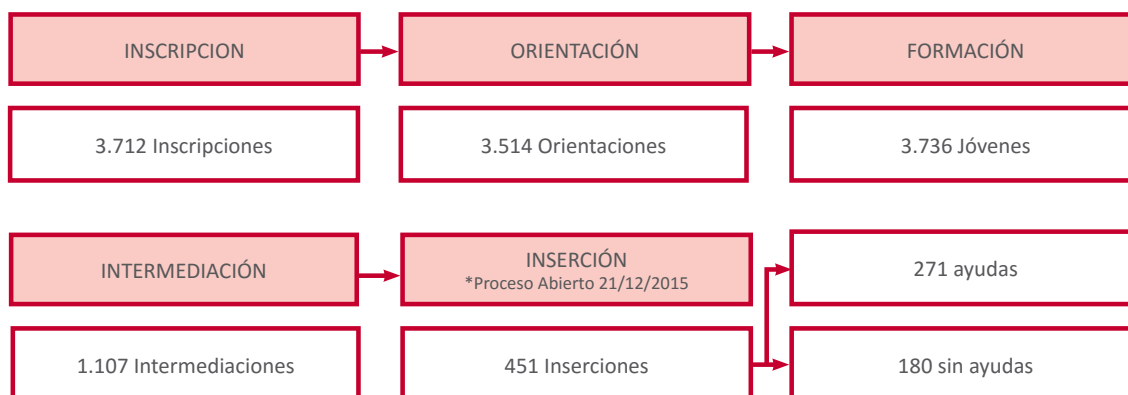 INSCRIPCION
ORIENTACIÓN
FORMACIÓN
3.712 Inscripciones
3.514 Orientaciones
3.736 Jóvenes
INTERMEDIACIÓN
INSERCIÓN
*Proceso Abierto 21/12/2015
271 ayudas
1.107 Intermediaciones
451 Inserciones
180 sin ayudas